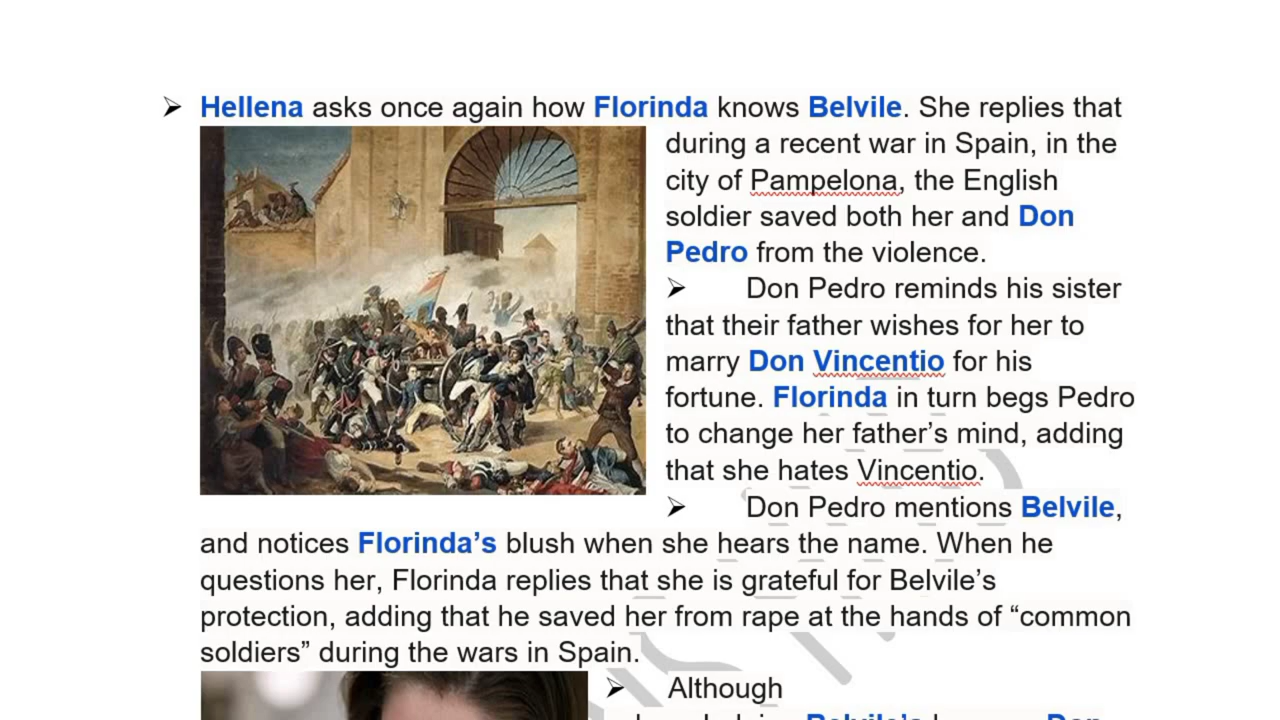 ➢ Hellena asks once again how Florinda knows Belvile. She replies that
during a recent war in Spain, in the
city of Pampelona, the English
soldier saved both her and Don
Pedro from the violence.
➢ Don Pedro reminds his sister
that their father wishes for her to
marry Don Vincentio for his
fortune. Florinda in turn begs Pedro
to change her father’s mind, adding
that she hates Vincentio.
➢ Don Pedro mentions Belvile,
and notices Florinda’s blush when she hears the name. When he
questions her, Florinda replies that she is grateful for Belvile’s
protection, adding that he saved her from rape at the hands of “common
soldiers” during the wars in Spain.
➢ Although
Belvile’s Don